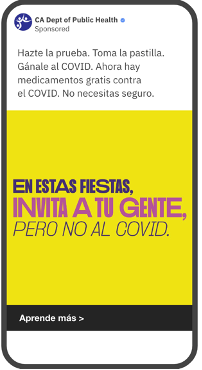 CA Dept of Public Health
Sponsored
Hazte la prueba. Toma la pastilla.
Gánale al COVID. Ahora hay
medicamentos gratis contra
el COVID. No necesitas seguro.
EN ESTAS FIESTAS,
INVITA A TU GENTE,
PERO NO AL COVID.
Aprende más >